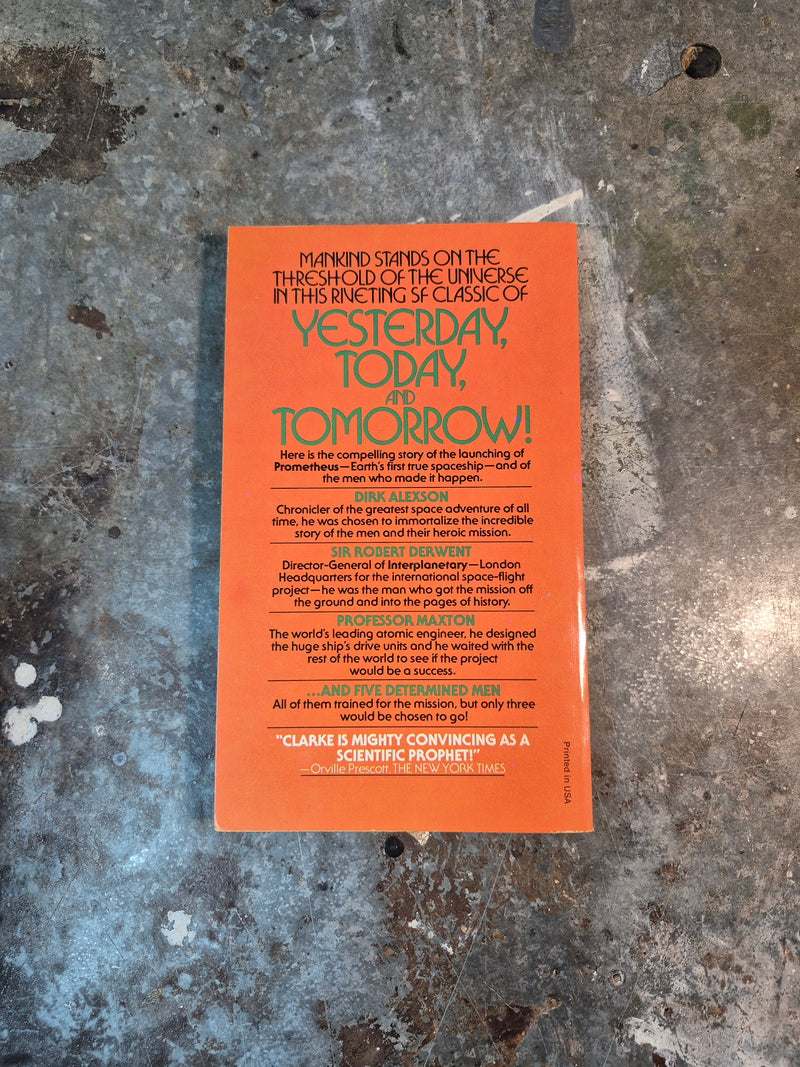 MANKIND STANDS ON THE
THRESHOLD OF THE UNIVERSE
IN THIS RIVETING SF CLASSIC OF
YESTERDAY,
TODAY,
AND
TOMORROW!
Here is the compelling story of the launching of
Prometheus—Earth's first true spaceship—and of
the men who made it happen.
DIRK ALEXSON
Chronicler of the greatest space adventure of all
time, he was chosen to immortalize the incredible
story of the men and their heroic mission.
SIR ROBERT DERWENT
Director-General of Interplanetary—London
Headquarters for the international space-flight
project—he was the man who got the mission off
the ground and into the pages of history.
PROFESSOR MAXTON
The world's leading atomic engineer, he designed
the huge ship's drive units and he waited with the
rest of the world to see if the project
would be a success.
...AND FIVE DETERMINED MEN
All of them trained for the mission, but only three
would be chosen to go!
"CLARKE IS MIGHTY CONVINCING AS A
SCIENTIFIC PROPHET!"
—Orville Prescott, THE NEW YORK TIMES
Printed in USA